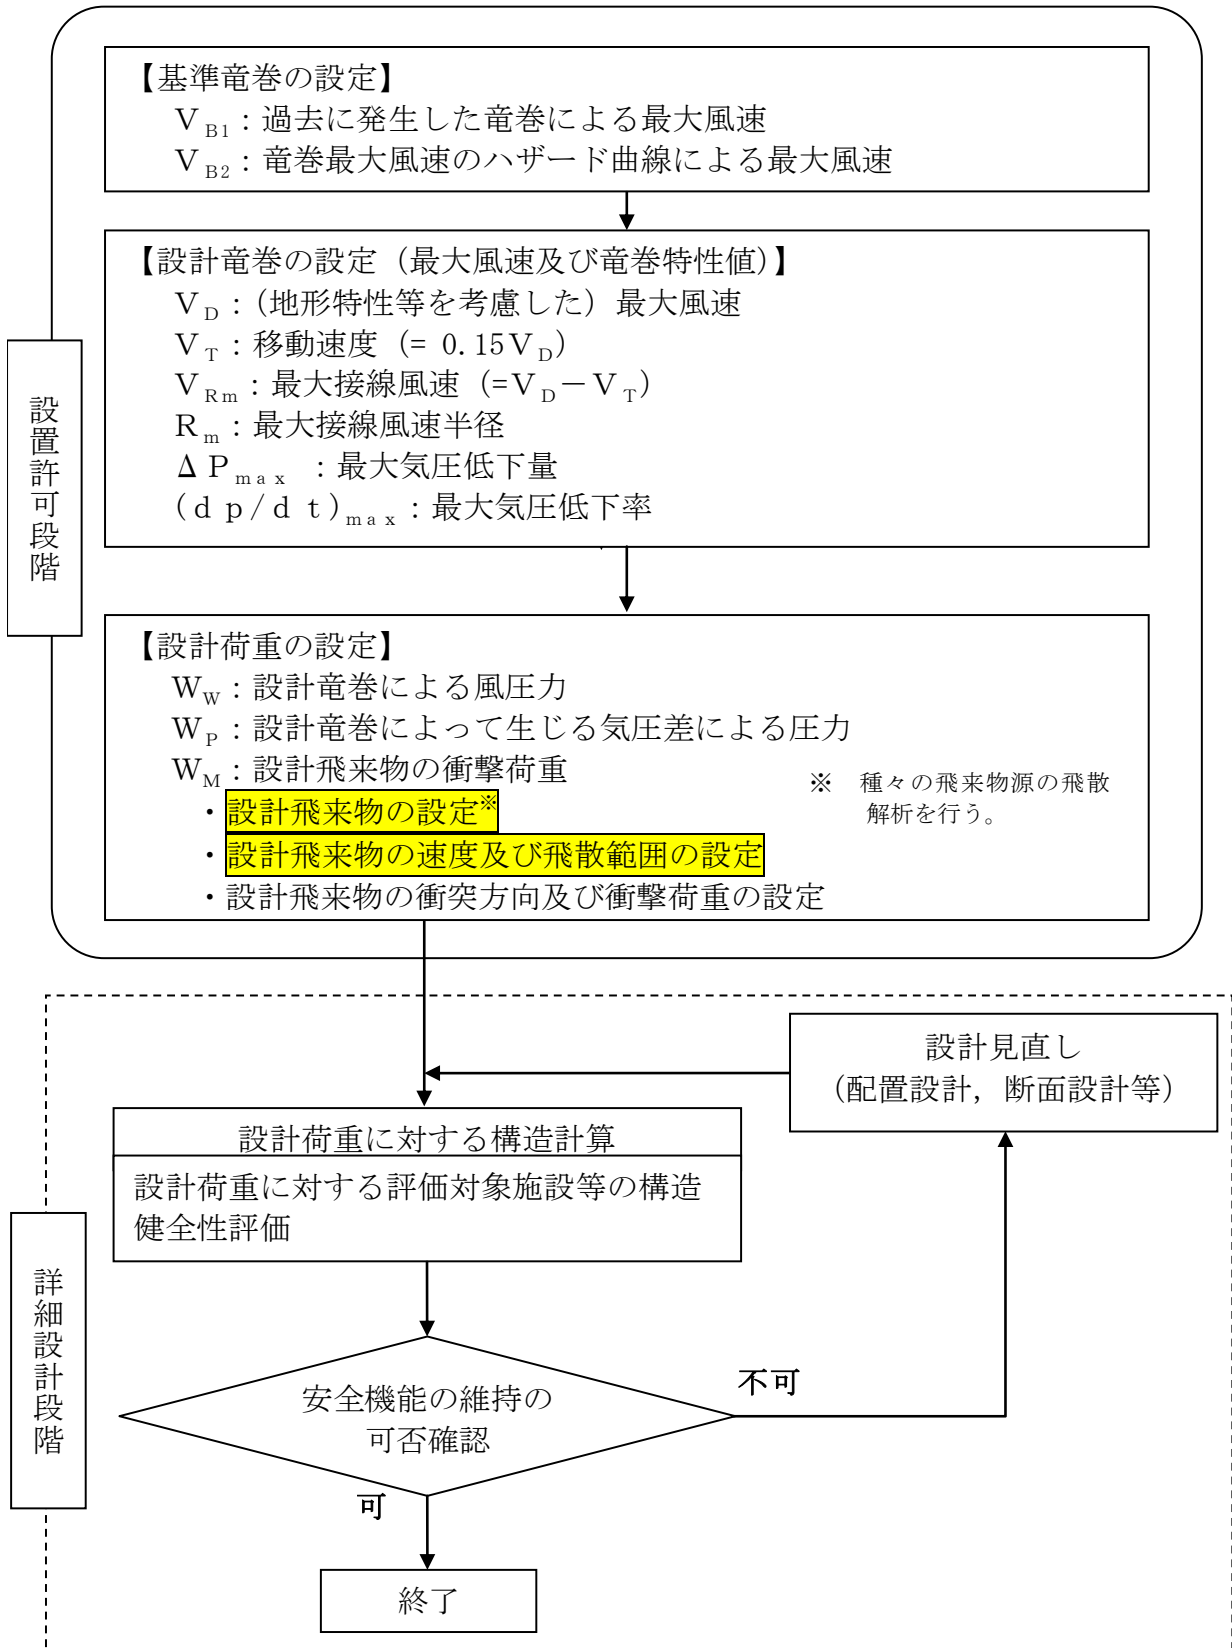 【基準竜巻の設定】
V_B1：過去に発生した竜巻による最大風速
V_B2：竜巻最大風速のハザード曲線による最大風速
【設計竜巻の設定（最大風速及び竜巻特性値）】
V_D：（地形特性等を考慮した）最大風速
V_T：移動速度（= 0.15V_D）
V_Rm：最大接線風速（=V_D－V_T）
R_m：最大接線風速半径
ΔP_max ：最大気圧低下量
(dp/dt)_max：最大気圧低下率
設置許可段階
【設計荷重の設定】
W_W：設計竜巻による風圧力
W_P：設計竜巻によって生じる気圧差による圧力
W_M：設計飛来物の衝撃荷重
・設計飛来物の設定※
・設計飛来物の速度及び飛散範囲の設定
・設計飛来物の衝突方向及び衝撃荷重の設定
※　種々の飛来物源の飛散
解析を行う。
設計見直し
（配置設計，断面設計等）
設計荷重に対する構造計算
設計荷重に対する評価対象施設等の構造
健全性評価
詳細設計段階
安全機能の維持の
可否確認
不可
可
終了